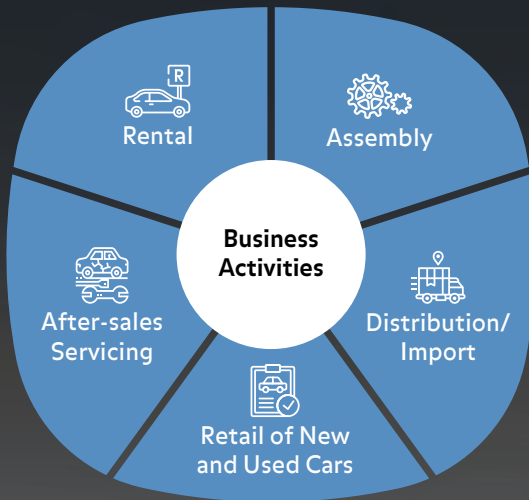 R
Rental
Assembly
Business
Activities
After-sales
Servicing
Distribution/
Import
Retail of New
and Used Cars